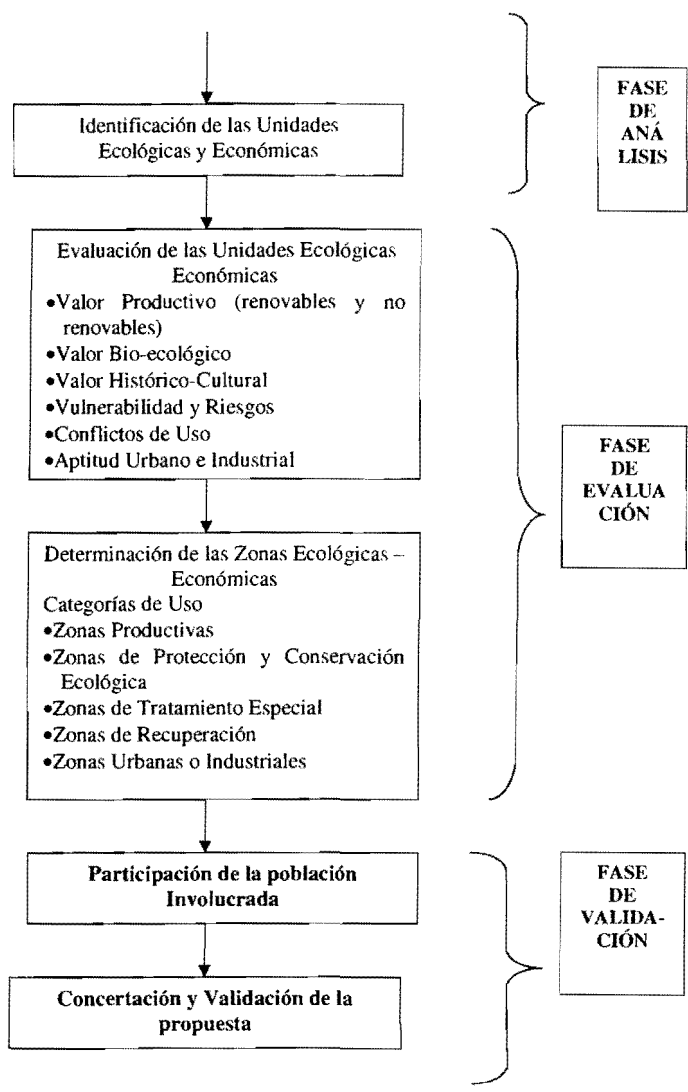 Identificación de las Unidades
Ecológicas y Económicas
FASE
DE
ANÁ
LISIS
Evaluación de las Unidades Ecológicas
Económicas
•Valor Productivo (renovables y no
renovables)
•Valor Bio-ecológico
•Valor Histórico-Cultural
•Vulnerabilidad y Riesgos
•Conflictos de Uso
•Aptitud Urbano e Industrial
Determinación de las Zonas Ecológicas –
Económicas
Categorías de Uso
•Zonas Productivas
•Zonas de Protección y Conservación
Ecológica
•Zonas de Tratamiento Especial
•Zonas de Recuperación
•Zonas Urbanas o Industriales
FASE
DE
EVALUA
CIÓN
Participación de la población
Involucrada
Concertación y Validación de la
propuesta
FASE
DE
VALIDA-
CIÓN